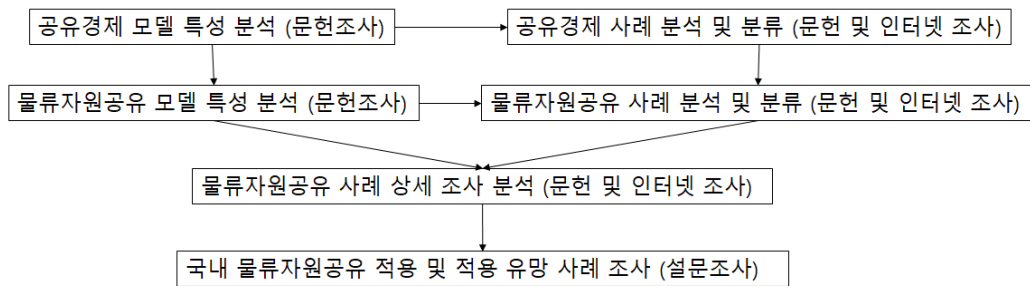 공유경제 모델 특성 분석 (문헌조사)
공유경제 사례 분석 및 분류 (문헌 및 인터넷 조사)
물류자원공유 모델 특성 분석 (문헌조사)
물류자원공유 사례 분석 및 분류 (문헌 및 인터넷 조사)
물류자원공유 사례 상세 조사 분석 (문헌 및 인터넷 조사)
국내 물류자원공유 적용 및 적용 유망 사례 조사 (설문조사)